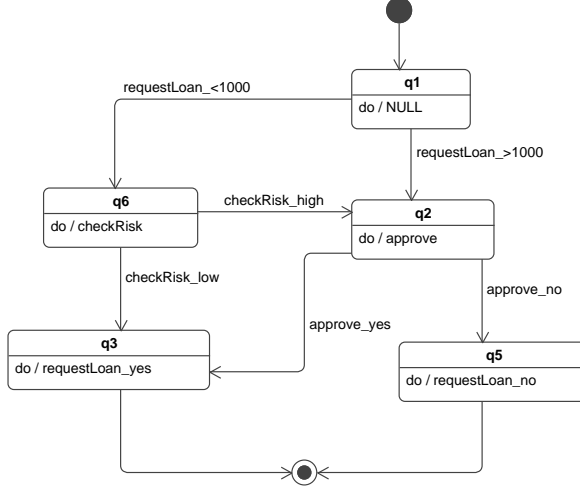 q1
do / NULL
requestLoan_<1000
requestLoan_>1000
q6
do / checkRisk
checkRisk_high
q2
do / approve
checkRisk_low
approve_no
approve_yes
q3
do / requestLoan_yes
q5
do / requestLoan_no